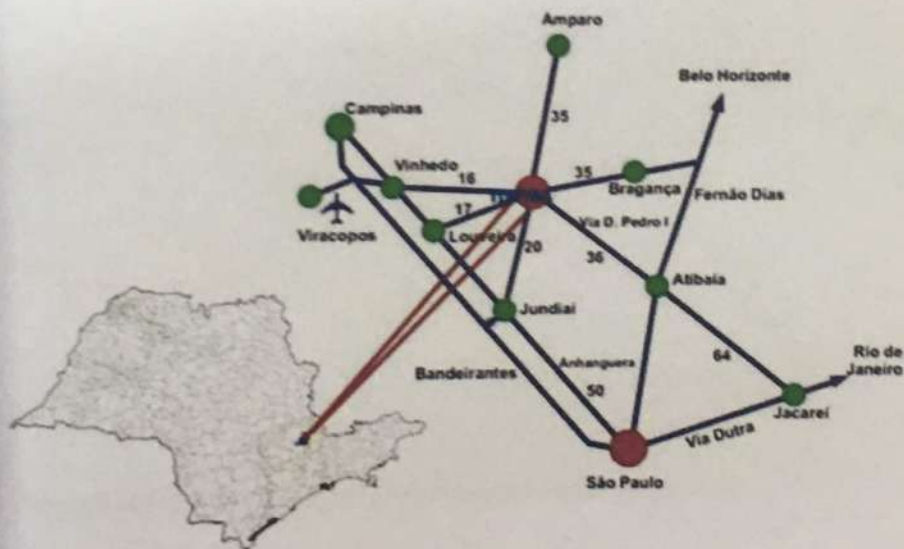 Amparo
Belo Horizonte
Campinas
35
Vinhedo
16
35
Bragança
Fernão Dias
Viracopos
17
Loureira
20
Via D. Pedro I
36
Atibaia
Jundiaí
Bandeirantes
Anhanguera
50
64
Rio de
Janeiro
Jacareí
Via Dutra
São Paulo